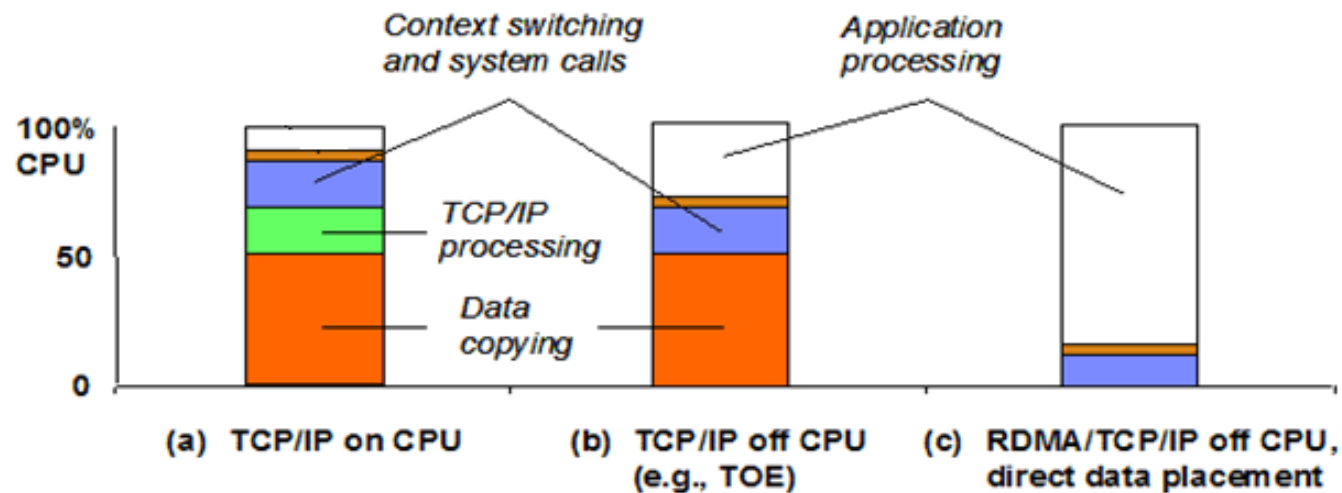 Context switching
and system calls
Application
processing
100%
CPU
TCP/IP
processing
50
Data
copying
0
(a) TCP/IP on CPU
(b) TCP/IP off CPU
(e.g., TOE)
(c) RDMA/TCP/IP off CPU,
direct data placement